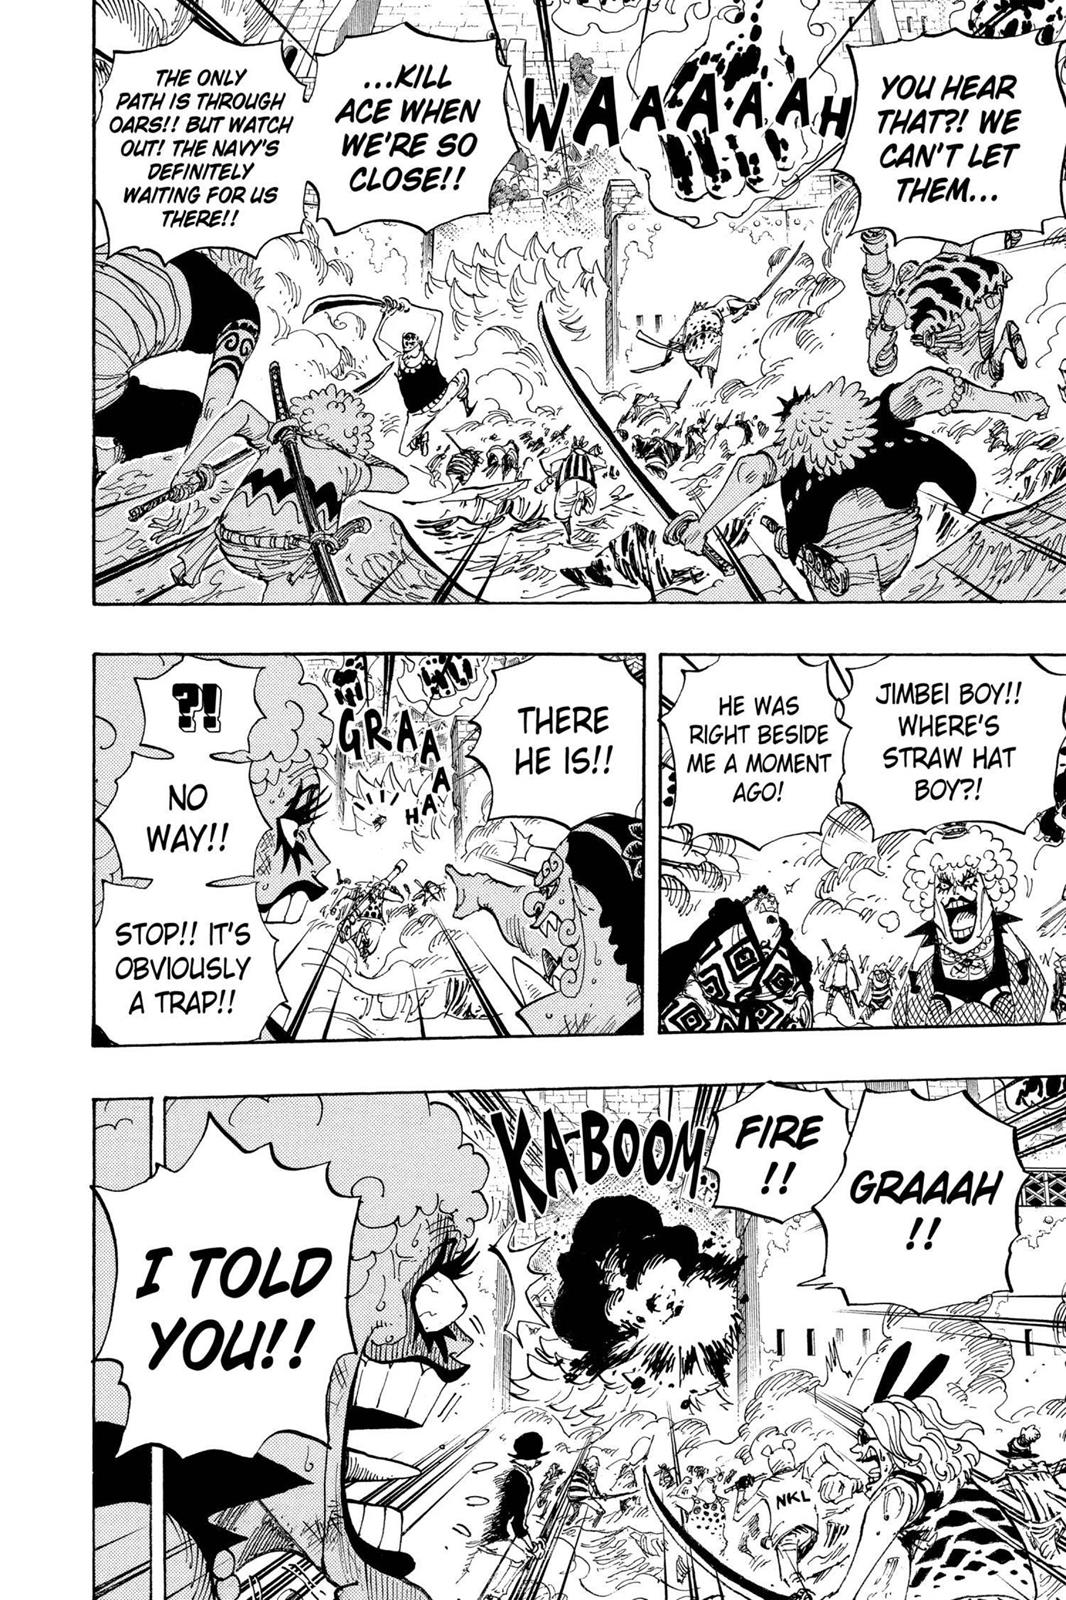 YOU HEAR
THAT?! WE
CAN'T LET
THEM...
WAAAAAH
...KILL
ACE WHEN
WE'RE SO
CLOSE!!
THE ONLY
PATH IS THROUGH
OARS!! BUT WATCH
OUT! THE NAVY'S
DEFINITELY
WAITING FOR US
THERE!!
JIMBEI BOY!!
WHERE'S
STRAW HAT
BOY?!
HE WAS
RIGHT BESIDE
ME A MOMENT
AGO!
THERE
HE IS!!
GRAAAAHH
?!
NO
WAY!!
STOP!! IT'S
OBVIOUSLY
A TRAP!!
GRAAAH
!!
FIRE
!!
KA-BOOM
NKL
I TOLD
YOU!!